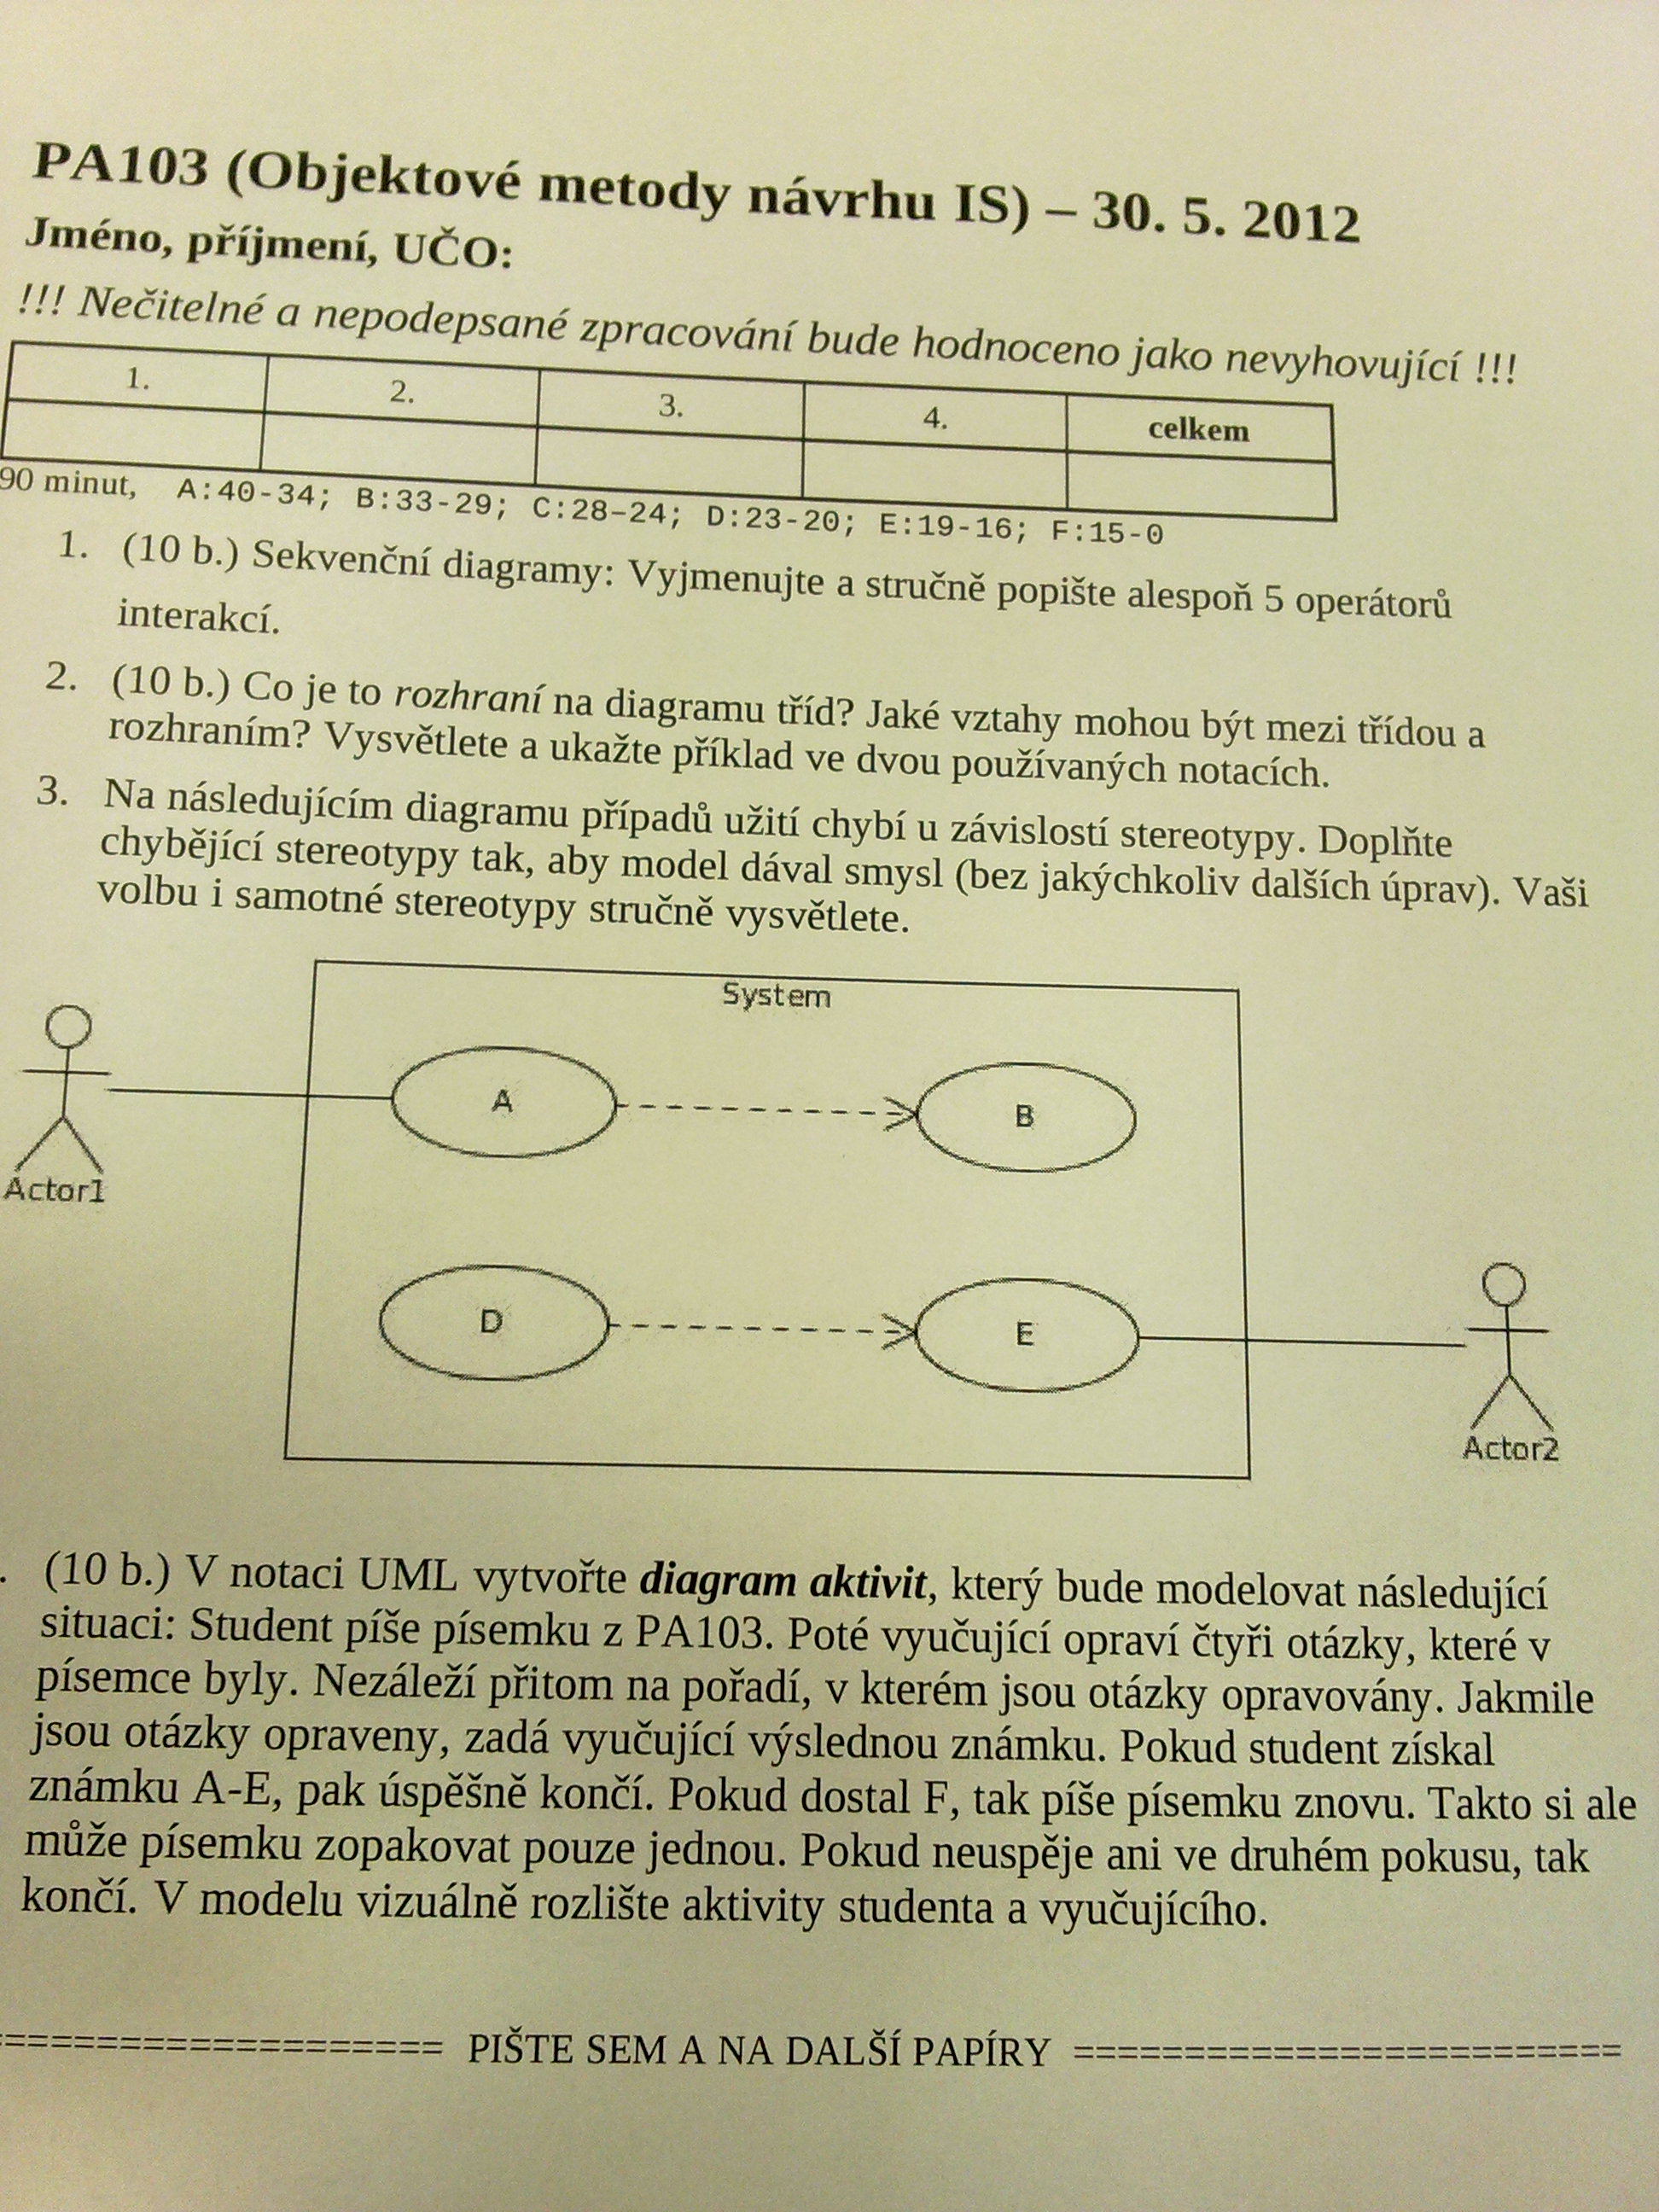 PA103 (Objektové metody návrhu IS) – 30. 5. 2012
Jméno, příjmení, UČO:
!!! Nečitelné a nepodepsané zpracování bude hodnoceno jako nevyhovující !!!
1. 2. 3. 4. celkem
90 minut, A:40-34; B:33-29; C:28–24; D:23-20; E:19-16; F:15-0
1. (10 b.) Sekvenční diagramy: Vyjmenujte a stručně popište alespoň 5 operátorů
interakcí.
2. (10 b.) Co je to rozhraní na diagramu tříd? Jaké vztahy mohou být mezi třídou a
rozhraním? Vysvětlete a ukažte příklad ve dvou používaných notacích.
3. Na následujícím diagramu případů užití chybí u závislostí stereotypy. Doplňte
chybějící stereotypy tak, aby model dával smysl (bez jakýchkoliv dalších úprav). Vaši
volbu i samotné stereotypy stručně vysvětlete.
System
A
B
Actor1
D
E
Actor2
. (10 b.) V notaci UML vytvořte diagram aktivit, který bude modelovat následující
situaci: Student píše písemku z PA103. Poté vyučující opraví čtyři otázky, které v
písemce byly. Nezáleží přitom na pořadí, v kterém jsou otázky opravovány. Jakmile
jsou otázky opraveny, zadá vyučující výslednou známku. Pokud student získal
známku A-E, pak úspěšně končí. Pokud dostal F, tak píše písemku znovu. Takto si ale
může písemku zopakovat pouze jednou. Pokud neuspěje ani ve druhém pokusu, tak
končí. V modelu vizuálně rozlište aktivity studenta a vyučujícího.
==================== PIŠTE SEM A NA DALŠÍ PAPÍRY =========================